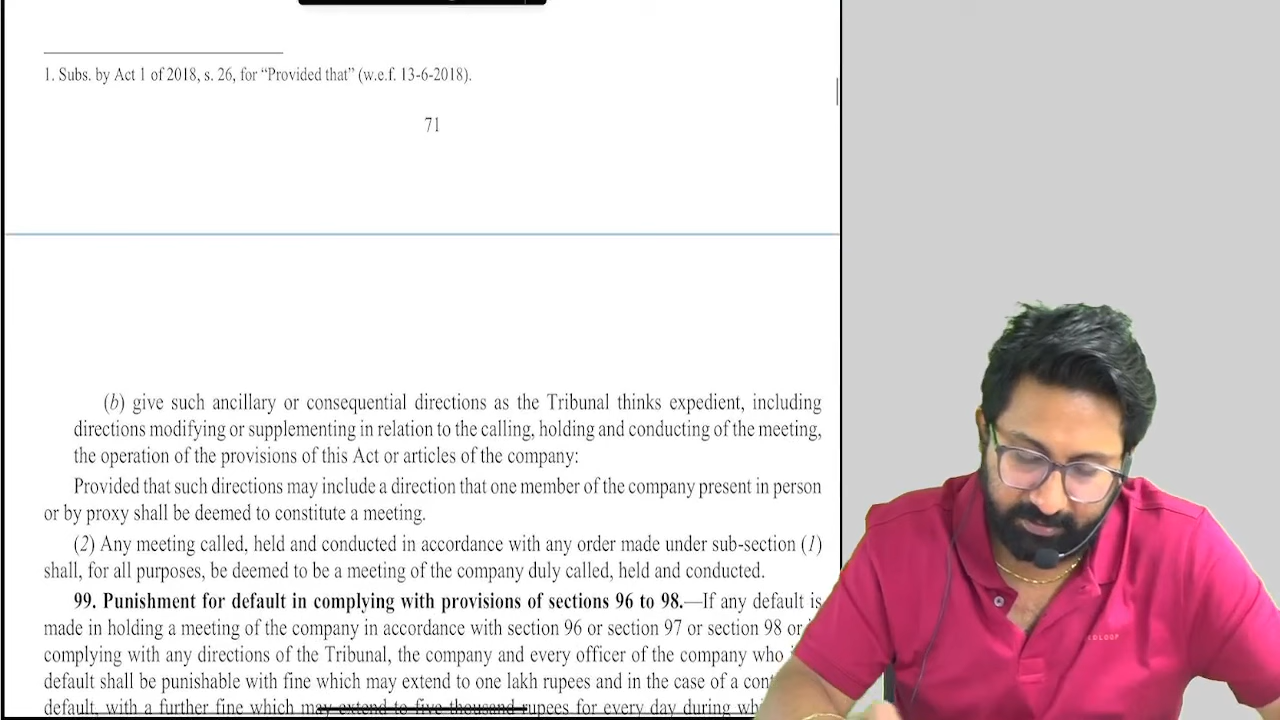 1. Subs. by Act 1 of 2018, s. 26, for “Provided that” (w.e.f. 13-6-2018).
71
(b) give such ancillary or consequential directions as the Tribunal thinks expedient, including
directions modifying or supplementing in relation to the calling, holding and conducting of the meeting,
the operation of the provisions of this Act or articles of the company:
Provided that such directions may include a direction that one member of the company present in person
or by proxy shall be deemed to constitute a meeting.
(2) Any meeting called, held and conducted in accordance with any order made under sub-section (1)
shall, for all purposes, be deemed to be a meeting of the company duly called, held and conducted.
99. Punishment for default in complying with provisions of sections 96 to 98.—If any default is
made in holding a meeting of the company in accordance with section 96 or section 97 or section 98 or
complying with any directions of the Tribunal, the company and every officer of the company who
default shall be punishable with fine which may extend to one lakh rupees and in the case of a
default, with a further fine which may extend to five thousand rupees for every day during